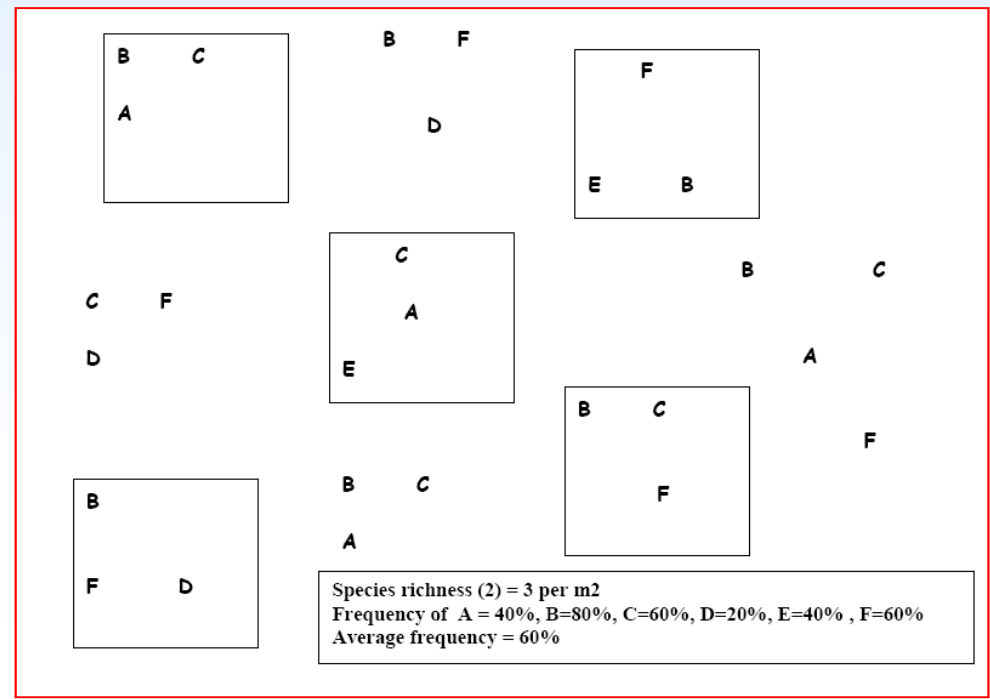 B F
B C
F
A
D
E B
C
B C
C F
A
D
A
E
B C
F
B C
B
F
A
F D
Species richness (2) = 3 per m2
Frequency of A = 40%, B=80%, C=60%, D=20%, E=40% , F=60%
Average frequency = 60%